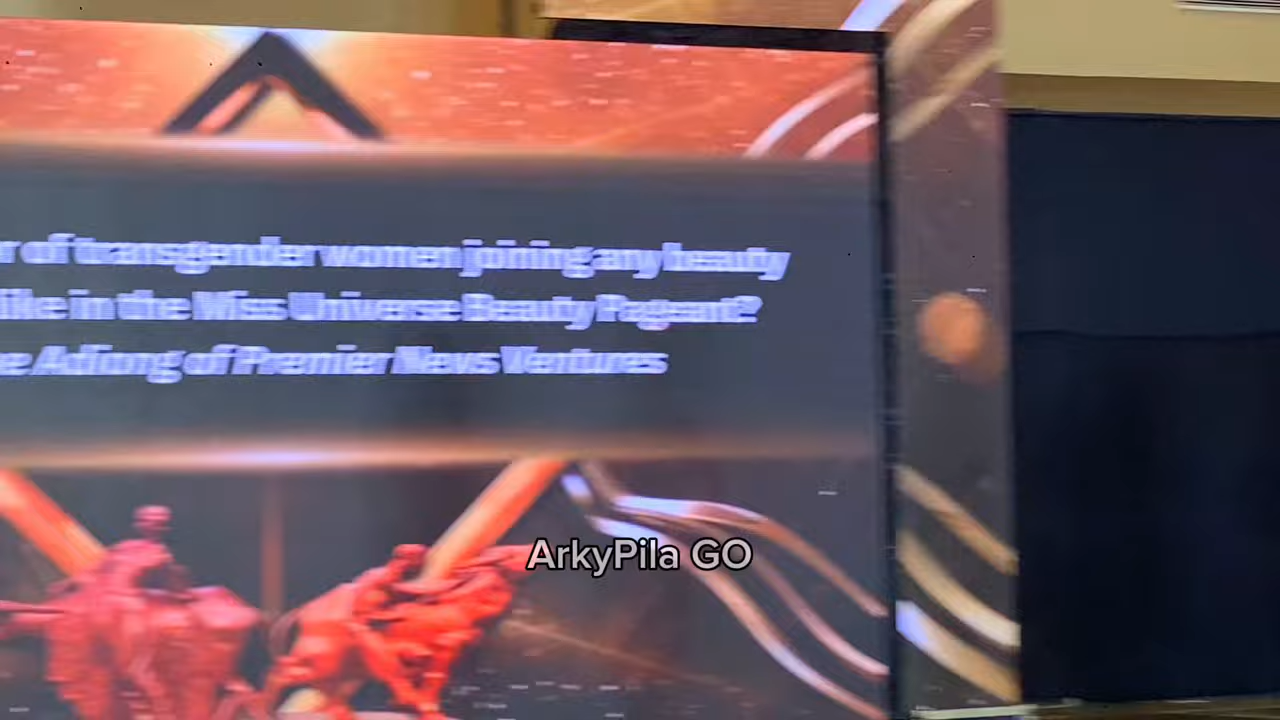 r of transgender women joining any beauty
like in the Miss Universe Beauty Pageant?
e Adiong of Premier News Ventures
ArkyPila GO